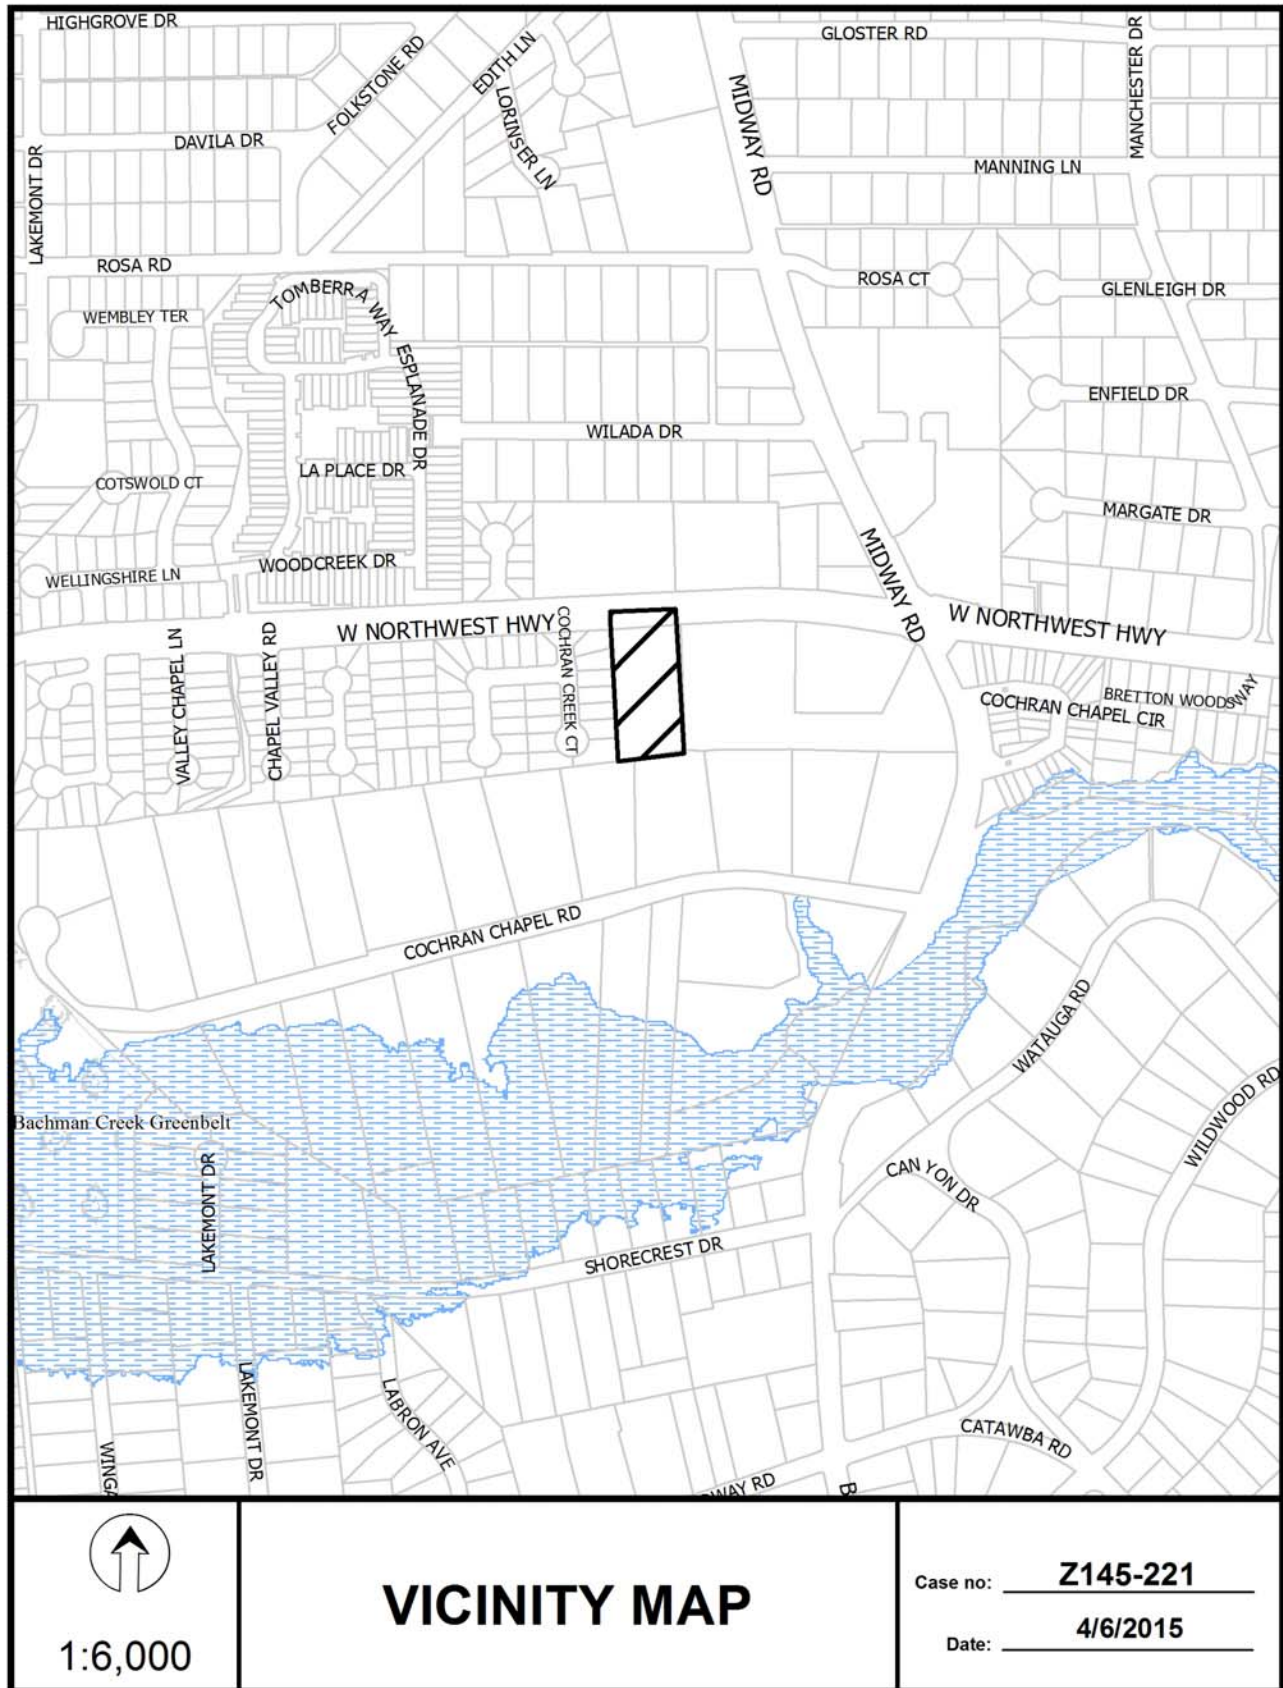 HIGHGROVE DR
GLOSTER RD
FOLKSTONE RD
EDITH LN
LORINSER LN
MIDWAY RD
MANCHESTER DR
DAVILA DR
LAKEMONT DR
MANNING LN
ROSA RD
ROSA CT
GLENLEIGH DR
TOMBERRA WAY
WEMBLEY TER
ESPLANADE DR
ENFIELD DR
WILADA DR
LA PLACE DR
COTSWOLD CT
MARGATE DR
WOODCREEK DR
WELLINGSHIRE LN
MIDWAY RD
W NORTHWEST HWY
W NORTHWEST HWY
COCHRAN CREEK CT
VALLEY CHAPEL LN
CHAPEL VALLEY RD
BRETTON WOODS WAY
COCHRAN CHAPEL CIR
COCHRAN CHAPEL RD
WATAUGA RD
WILDWOOD RD
Bachman Creek Greenbelt
LAKEMONT DR
CAN YON DR
SHORECREST DR
LAKEMONT DR
LABRON AVE
CATAWBA RD
WINGA
WAY RD
B
1:6,000
VICINITY MAP
Case no: Z145-221
Date: 4/6/2015